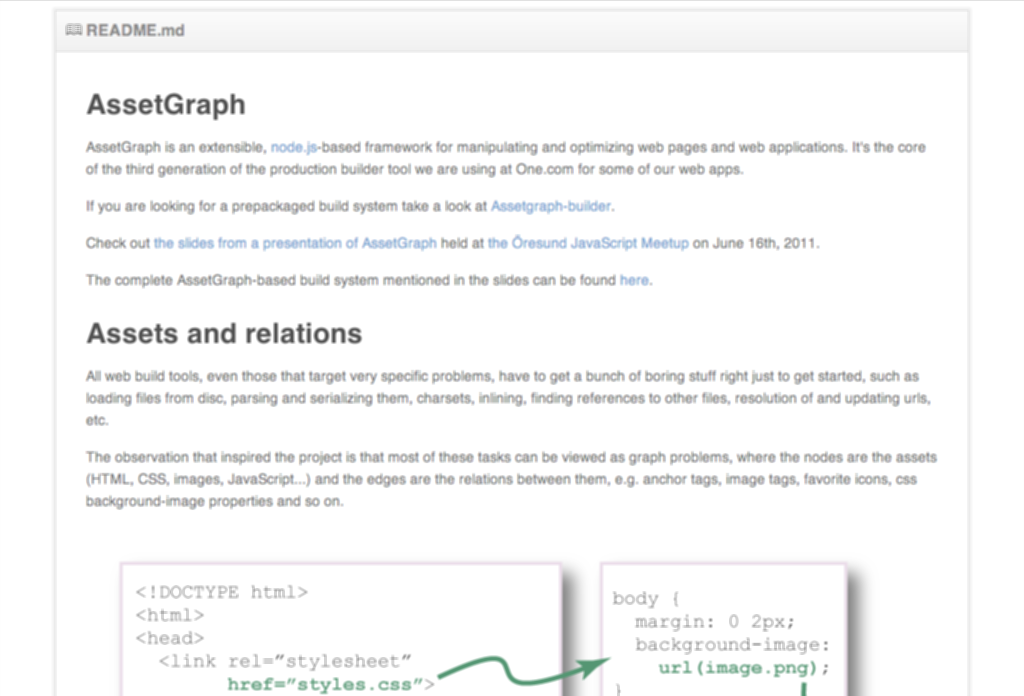 README.md
AssetGraph
AssetGraph is an extensible, node.js-based framework for manipulating and optimizing web pages and web applications. It's the core
of the third generation of the production builder tool we are using at One.com for some of our web apps.
If you are looking for a prepackaged build system take a look at Assetgraph-builder.
Check out the slides from a presentation of AssetGraph held at the Öresund JavaScript Meetup on June 16th, 2011.
The complete AssetGraph-based build system mentioned in the slides can be found here.
Assets and relations
All web build tools, even those that target very specific problems, have to get a bunch of boring stuff right just to get started, such as
loading files from disc, parsing and serializing them, charsets, inlining, finding references to other files, resolution of and updating urls,
etc.
The observation that inspired the project is that most of these tasks can be viewed as graph problems, where the nodes are the assets
(HTML, CSS, images, JavaScript...) and the edges are the relations between them, e.g. anchor tags, image tags, favorite icons, css
background-image properties and so on.
<!DOCTYPE html>
<html>
<head>
<link rel=”stylesheet”
href=”styles.css”>
body {
margin: 0 2px;
background-image:
url(image.png);
}